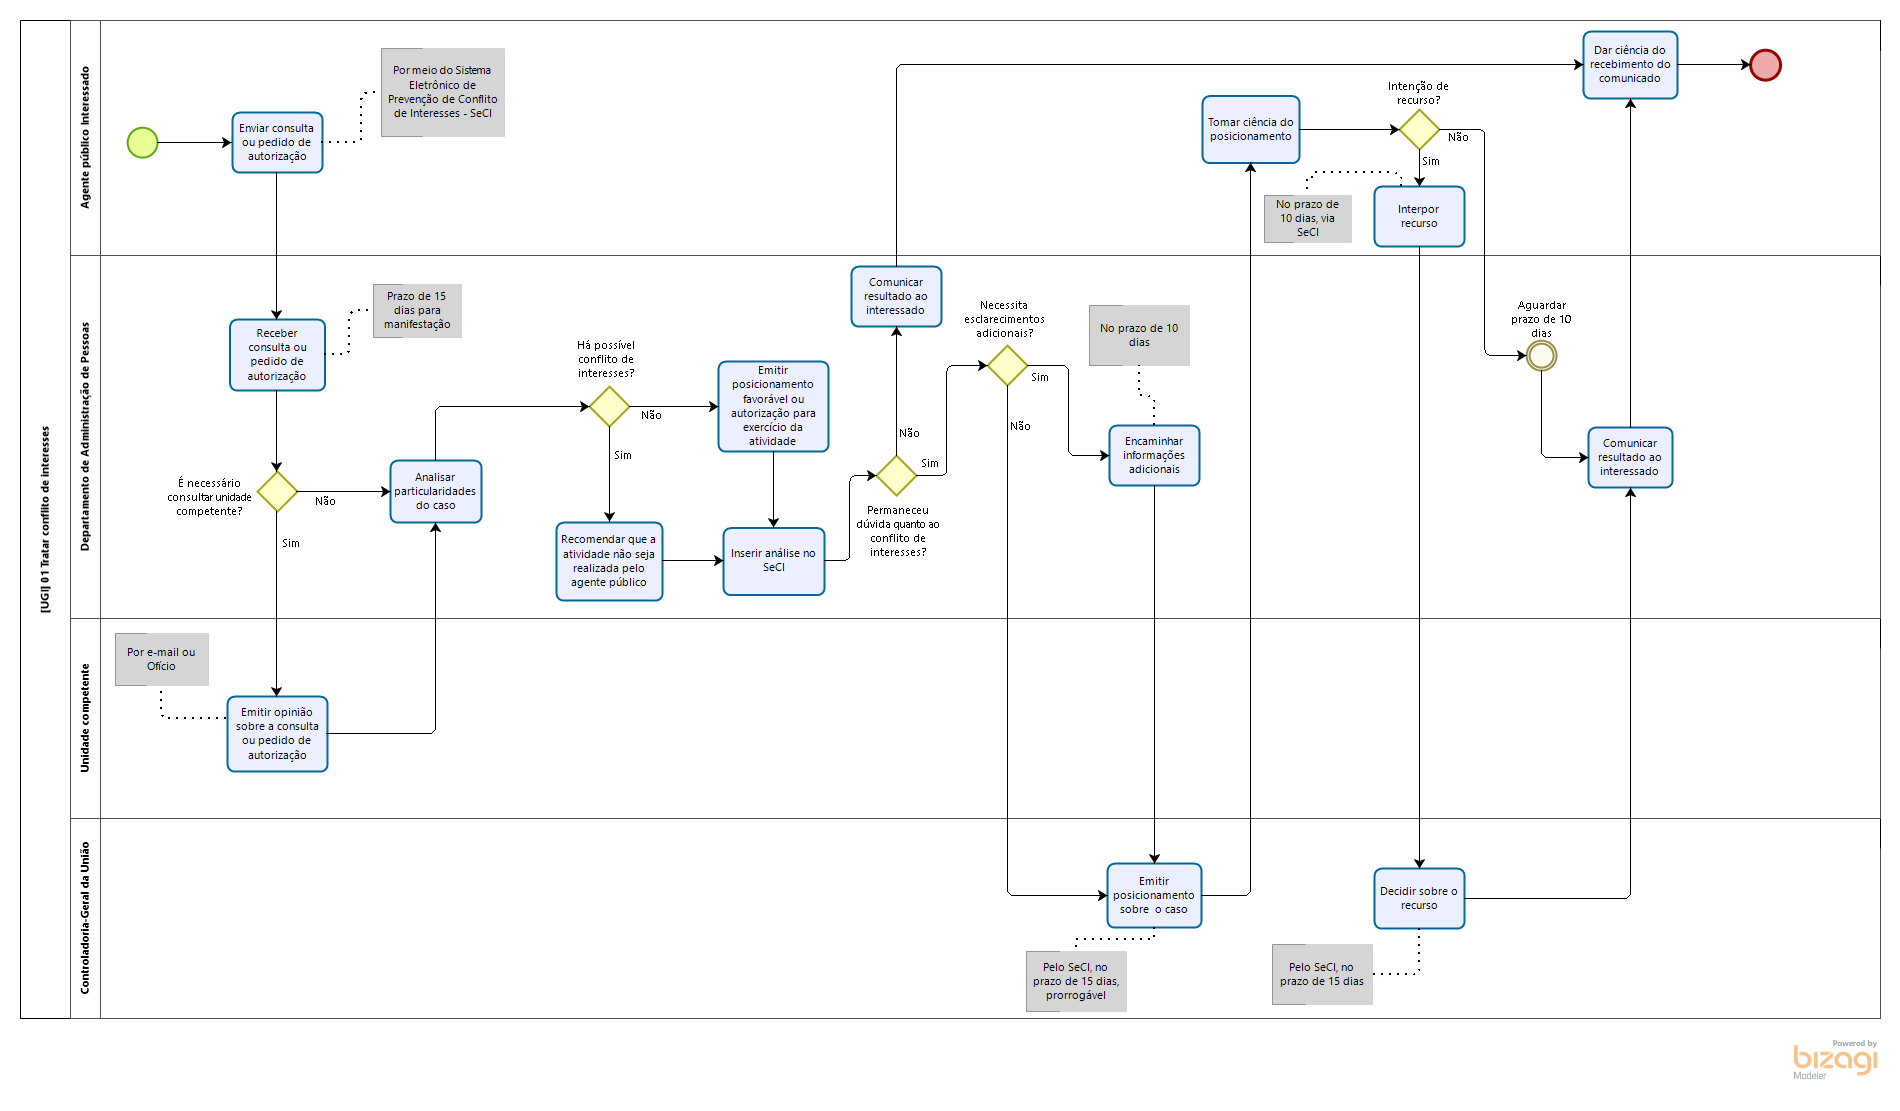 [UGI] 01 Tratar conflito de interesses
Agente público Interessado
Enviar consulta
ou pedido de
autorização
Por meio do Sistema
Eletrônico de
Prevenção de Conflito
de Interesses - SeCI
Tomar ciência do
posicionamento
Intenção de
recurso?
Não
Sim
No prazo de
10 dias, via
SeCI
Interpor
recurso
Dar ciência do
recebimento do
comunicado
Departamento de Administração de Pessoas
Receber
consulta ou
pedido de
autorização
Prazo de 15
dias para
manifestação
É necessário
consultar unidade
competente?
Não
Sim
Analisar
particularidades
do caso
Há possível
conflito de
interesses?
Não
Sim
Emitir
posicionamento
favorável ou
autorização para
exercício da
atividade
Recomendar que a
atividade não seja
realizada pelo
agente público
Inserir análise no
SeCI
Comunicar
resultado ao
interessado
Não
Sim
Permaneceu
dúvida quanto ao
conflito de
interesses?
Necessita
esclarecimentos
adicionais?
Sim
Não
No prazo de 10
dias
Encaminhar
informações
adicionais
Aguardar
prazo de 10
dias
Comunicar
resultado ao
interessado
Unidade competente
Por e-mail ou
Ofício
Emitir opinião
sobre a consulta
ou pedido de
autorização
Controladoria-Geral da União
Emitir
posicionamento
sobre o caso
Pelo SeCI, no
prazo de 15 dias,
prorrogável
Decidir sobre o
recurso
Pelo SeCI, no
prazo de 15 dias
Powered by
bizagi
Modeler